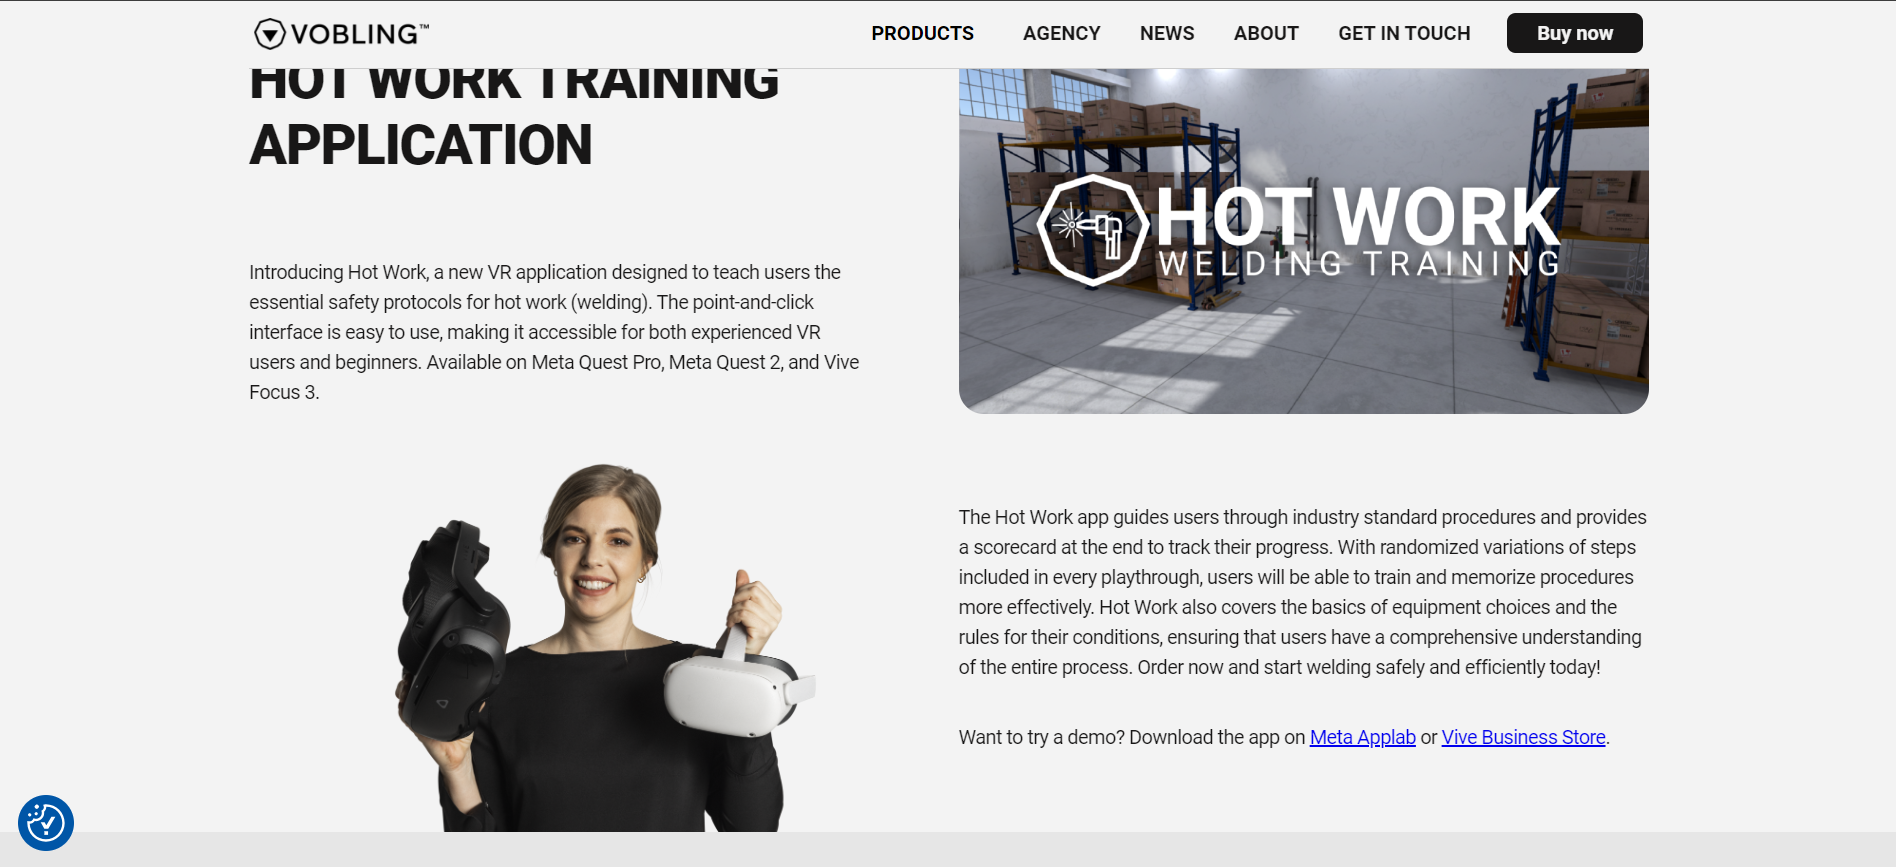 VOBLING™
PRODUCTS
AGENCY
NEWS
ABOUT
GET IN TOUCH
Buy now
HOT WORK TRAINING
APPLICATION
HOT WORK
WELDING TRAINING
Introducing Hot Work, a new VR application designed to teach users the
essential safety protocols for hot work (welding). The point-and-click
interface is easy to use, making it accessible for both experienced VR
users and beginners. Available on Meta Quest Pro, Meta Quest 2, and Vive
Focus 3.
The Hot Work app guides users through industry standard procedures and provides
a scorecard at the end to track their progress. With randomized variations of steps
included in every playthrough, users will be able to train and memorize procedures
more effectively. Hot Work also covers the basics of equipment choices and the
rules for their conditions, ensuring that users have a comprehensive understanding
of the entire process. Order now and start welding safely and efficiently today!
Want to try a demo? Download the app on Meta Applab or Vive Business Store.